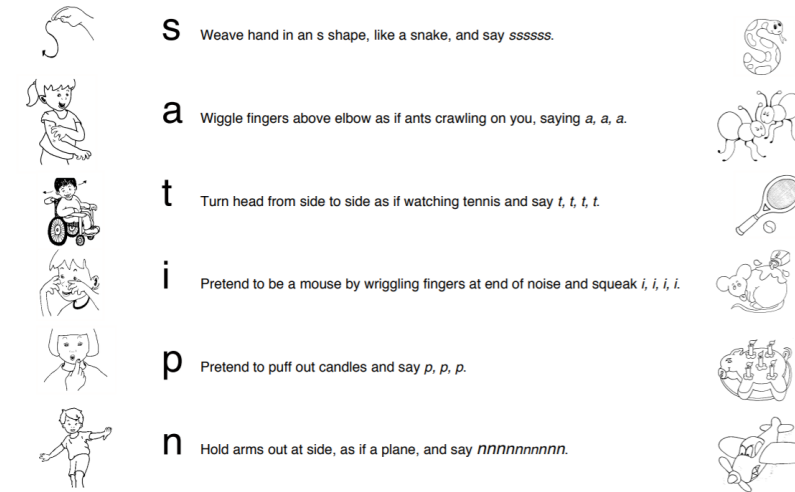 s Weave hand in an s shape, like a snake, and say ssssss.
a Wiggle fingers above elbow as if ants crawling on you, saying a, a, a.
t Turn head from side to side as if watching tennis and say t, t, t, t.
i Pretend to be a mouse by wriggling fingers at end of noise and squeak i, i, i, i.
p Pretend to puff out candles and say p, p, p.
n Hold arms out at side, as if a plane, and say nnnnnnnnnn.